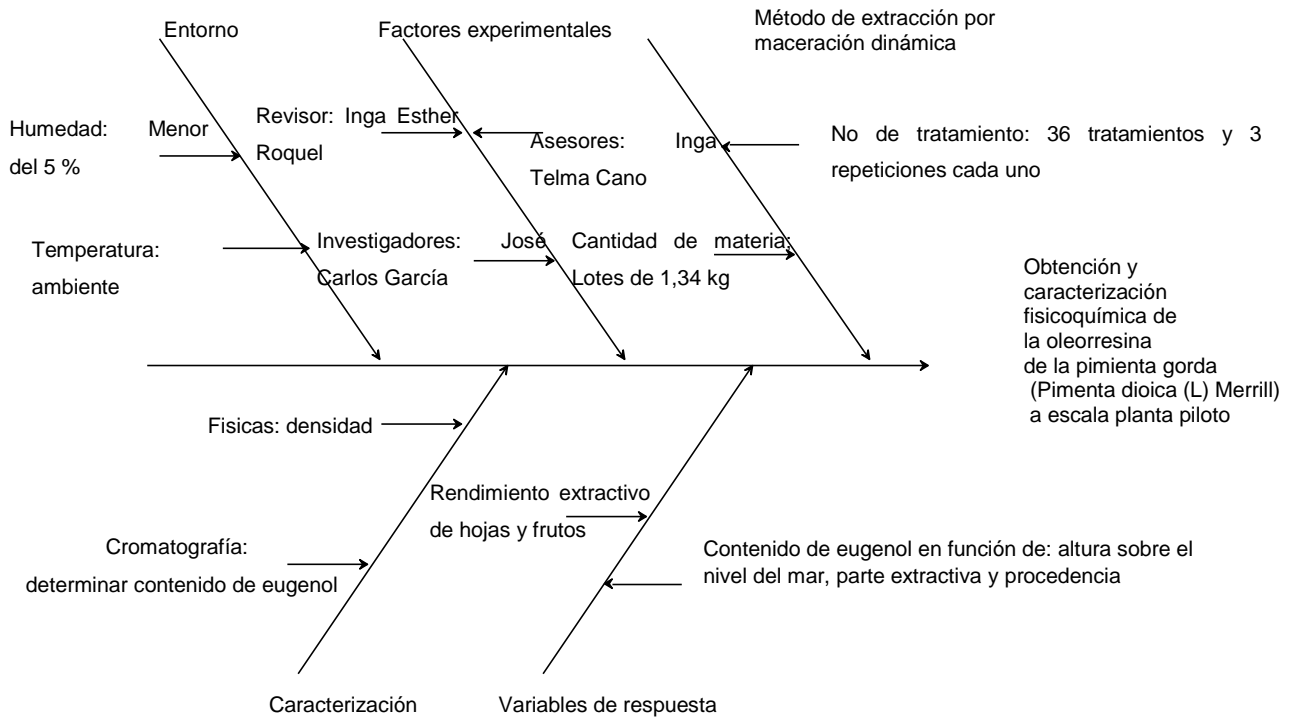 Entorno
Factores experimentales
Método de extracción por
maceración dinámica
Humedad: Menor
del 5 %
Revisor: Inga Esther
Roquel
Asesores: Inga
Telma Cano
No de tratamiento: 36 tratamientos y 3
repeticiones cada uno
Temperatura:
ambiente
Investigadores: José
Carlos García
Cantidad de materia:
Lotes de 1,34 kg
Obtención y
caracterización
fisicoquímica de
la oleorresina
de la pimienta gorda
(Pimenta dioica (L) Merrill)
a escala planta piloto
Fisicas: densidad
Rendimiento extractivo
de hojas y frutos
Cromatografía:
determinar contenido de eugenol
Contenido de eugenol en función de: altura sobre el
nivel del mar, parte extractiva y procedencia
Caracterización
Variables de respuesta